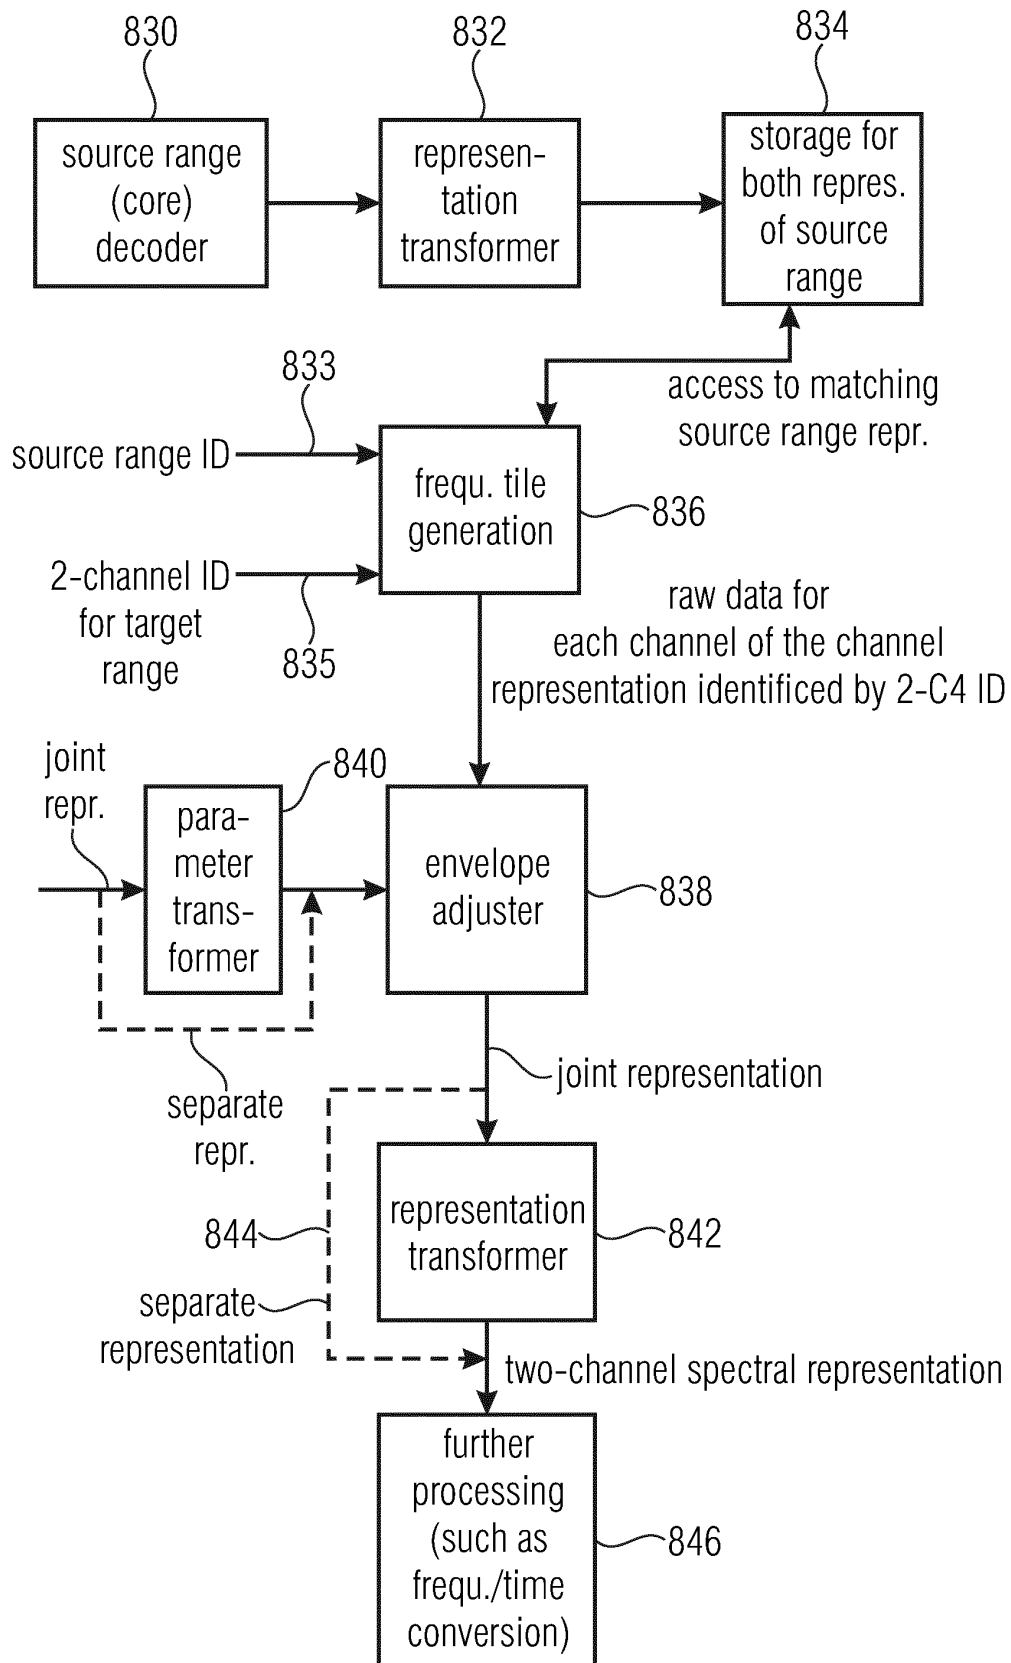 830
832
834
source range
(core)
decoder
represen-
tation
transformer
storage for
both repres.
of source
range
833
source range ID
access to matching
source range repr.
frequ. tile
generation
836
2-channel ID
for target
range
835
raw data for
each channel of the channel
representation identificed by 2-C4 ID
joint
repr.
840
para-
meter
trans-
former
envelope
adjuster
838
separate
repr.
joint representation
844
representation
transformer
842
separate
representation
two-channel spectral representation
further
processing
(such as
frequ./time
conversion)
846